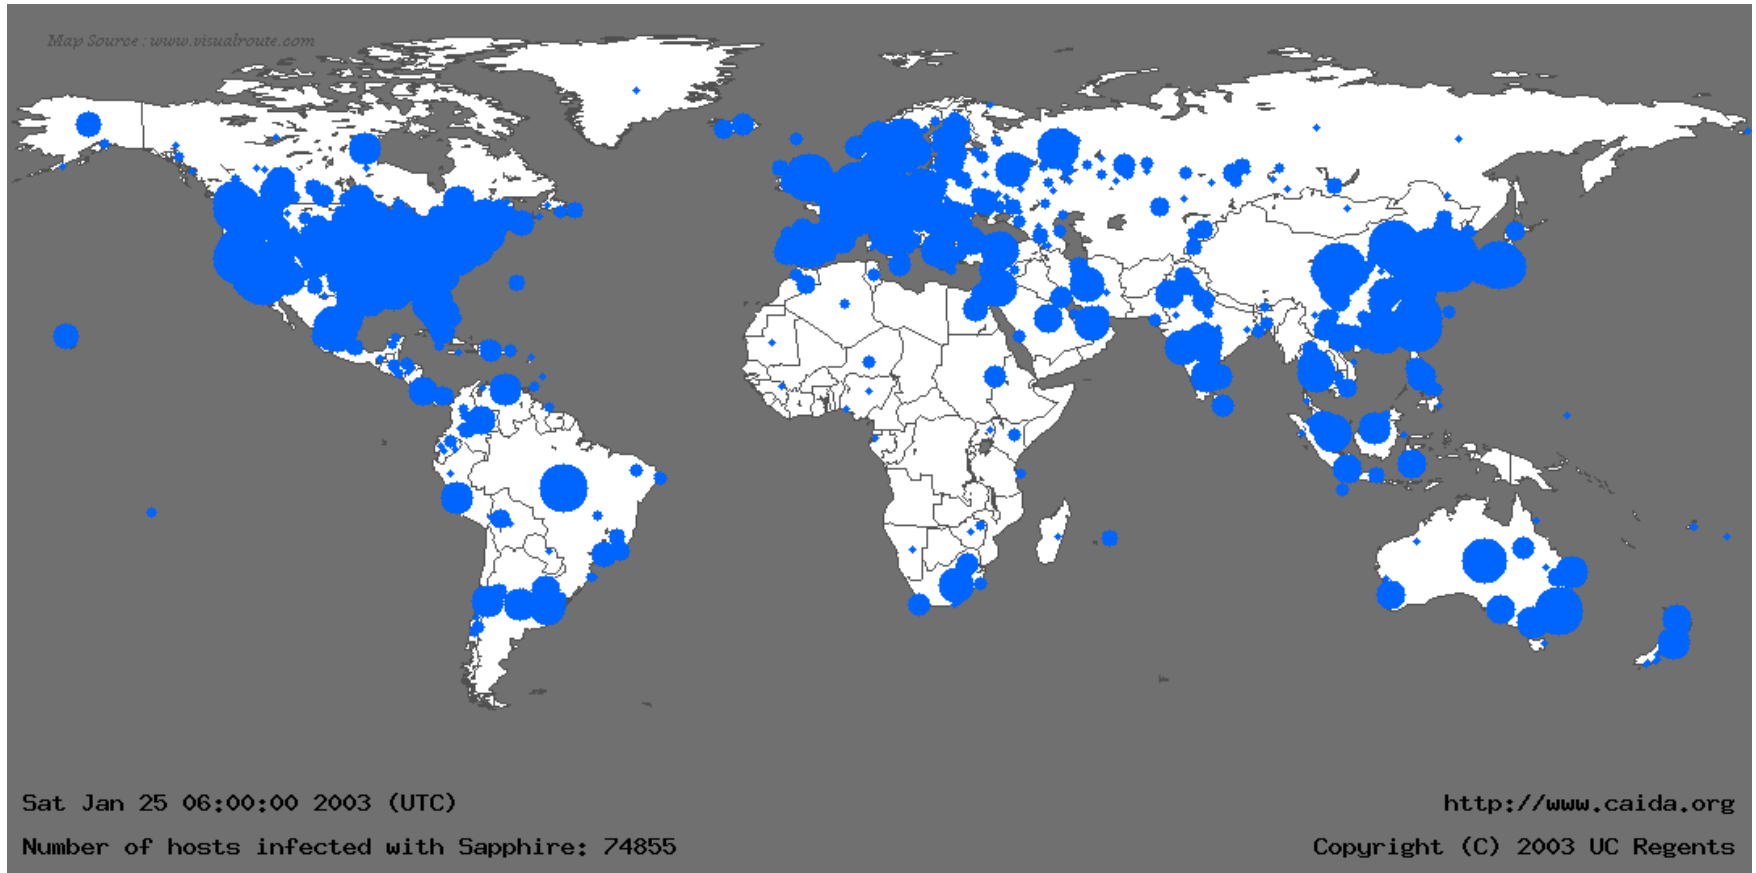 Map Source : www.visualroute.com
Sat Jan 25 06:00:00 2003 (UTC)
http://www.caida.org
Number of hosts infected with Sapphire: 74855
Copyright (C) 2003 UC Regents